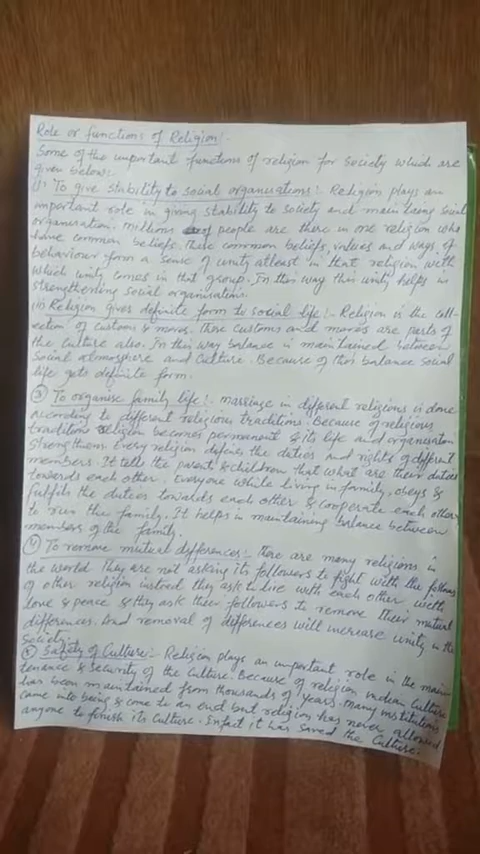 Role or functions of Religion:-
Some of the important functions of religion for society which are
given below:
(i) To give stability to social organisations:- Religion plays an
important role in giving stability to society and maintaing social
organisation. Millions of people are there in one religion who
have common beliefs. These common beliefs, values and ways of
behaviour form a sense of unity atleast in that religion with
which unity comes in that group. In this way this unity helps in
strengthening social organisations.
(ii) Religion gives definite form to social life:- Religion is the coll-
ection of customs & mores. These customs and mores are parts of
the culture also. In this way balance is maintained between
social atmosphere and culture. Because of this balance social
life gets definite form.
③ To organise family life:- marriage in different religions is done
according to different religious traditions. Because of religious
traditions religion becomes permanent & its life and organisation
strengthens. Every religion defines the duties and rights of different
members. It tells the parent & children that what are their duties
towards each other. Everyone while living in family, obeys &
fulfils the duties towards each other & cooperate each other
to run the family. It helps in maintaining balance between
members of the family.
④ To remove mutual differences:- There are many religions in
the world. They are not asking its followers to fight with the follows
of other religion instead they ask to live with each other with
love & peace & they ask their followers to remove their mutual
differences. And removal of differences will increase unity in the
society.
⑤ Safety of Culture:- Religion plays an important role in the main-
tenance & security of the culture. Because of religion Indian Culture
has been maintained from thousands of years. Many institutions
came into being & come to an end but religion has never allowed
anyone to finish its culture. Infact it has saved the culture.